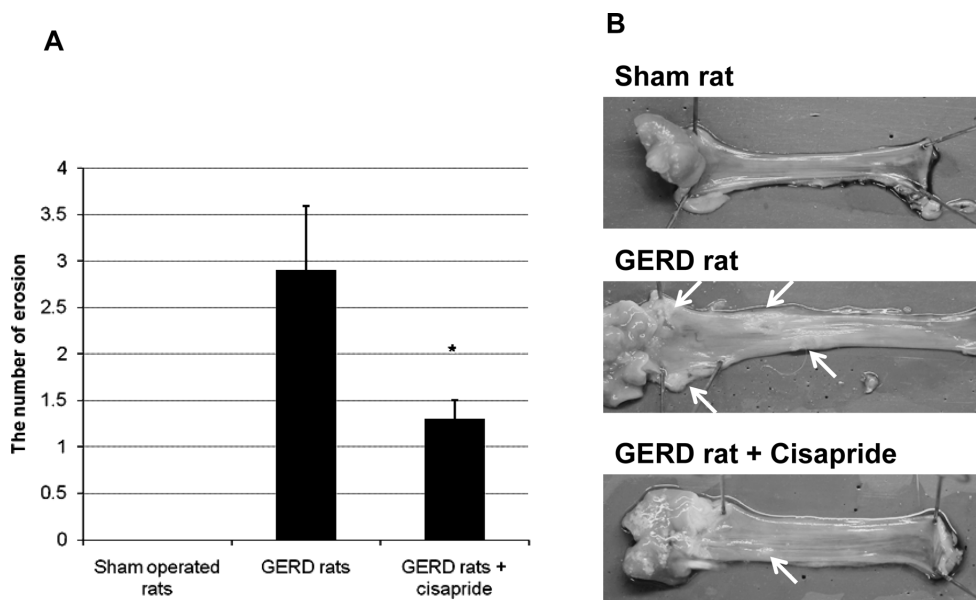 A
The number of erosion
4
3.5
3
2.5
2
1.5
1
0.5
0
*
Sham operated
rats
GERD rats
GERD rats +
cisapride
B
Sham rat
GERD rat
GERD rat + Cisapride